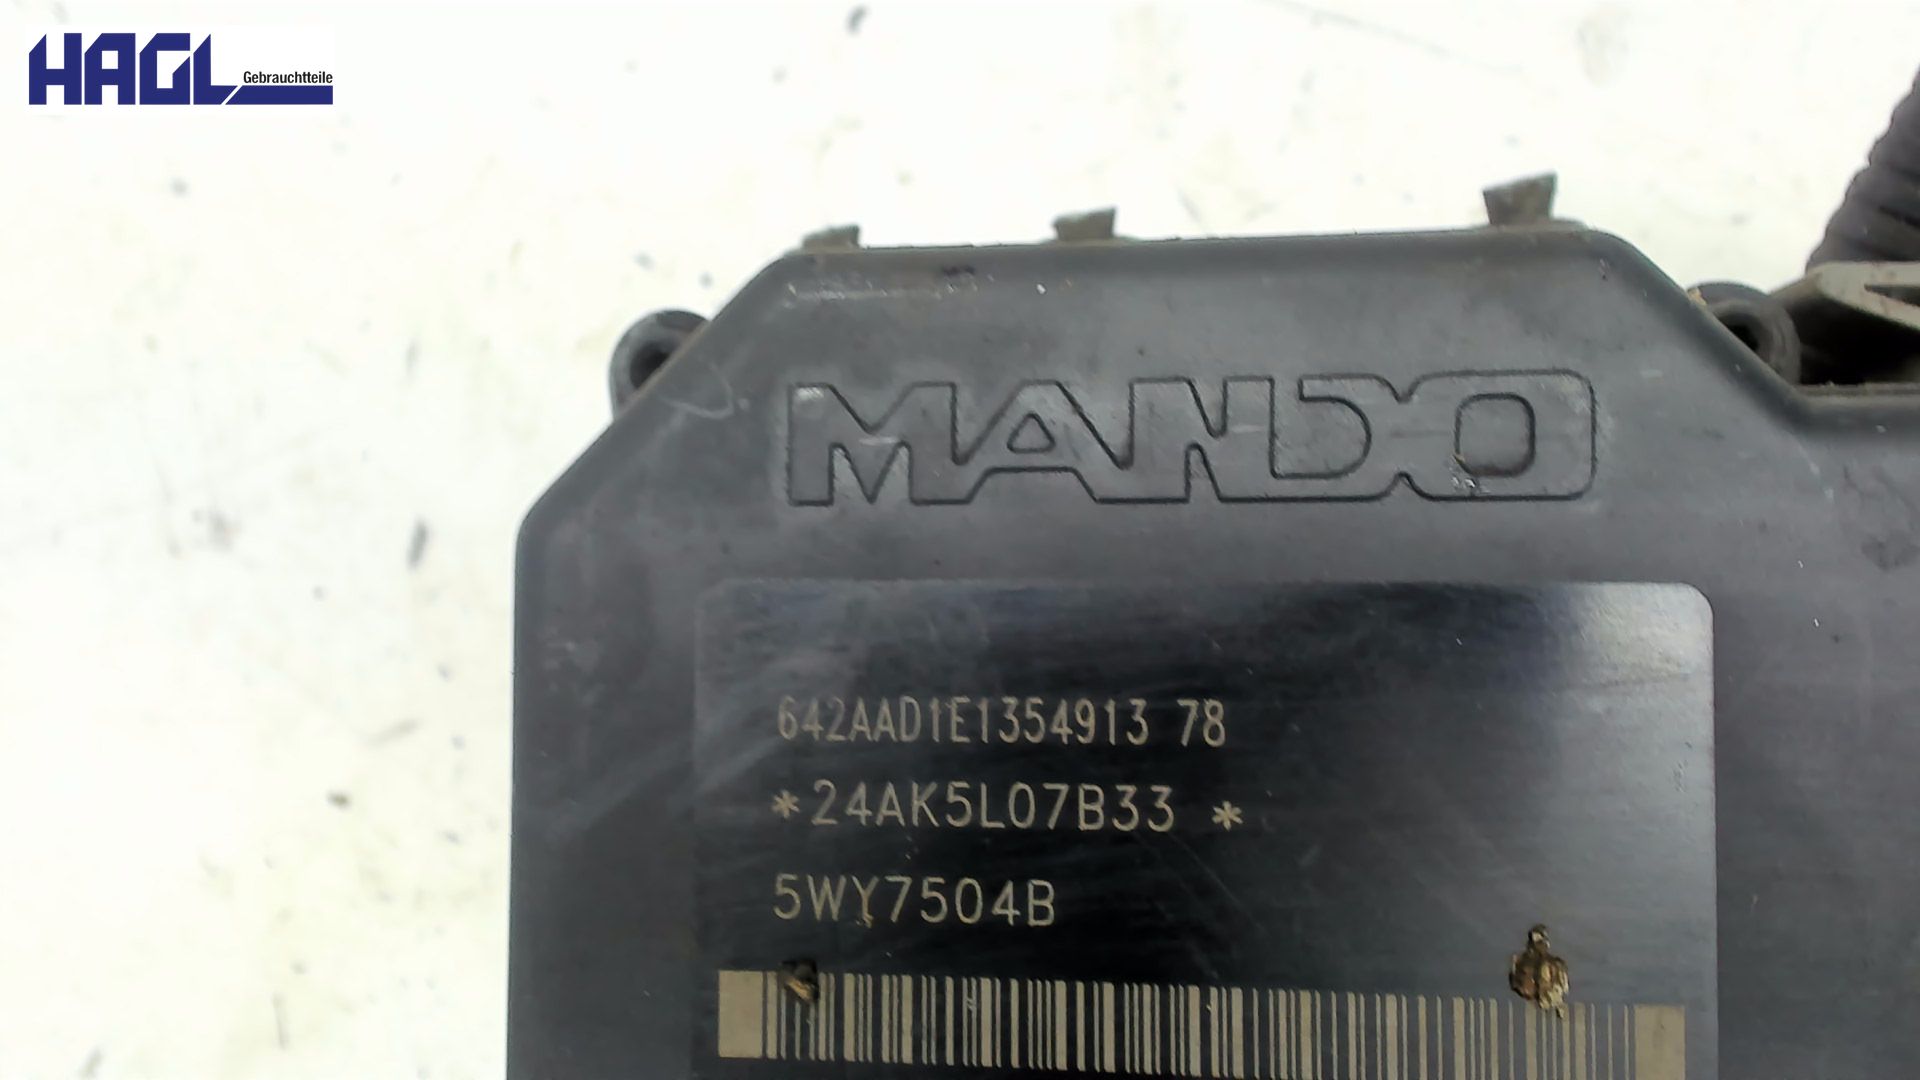 HAGL
Gebrauchtteile
MANDO
642AAD1E1354913 78
*24AK5L07B33 *
5WY7504B